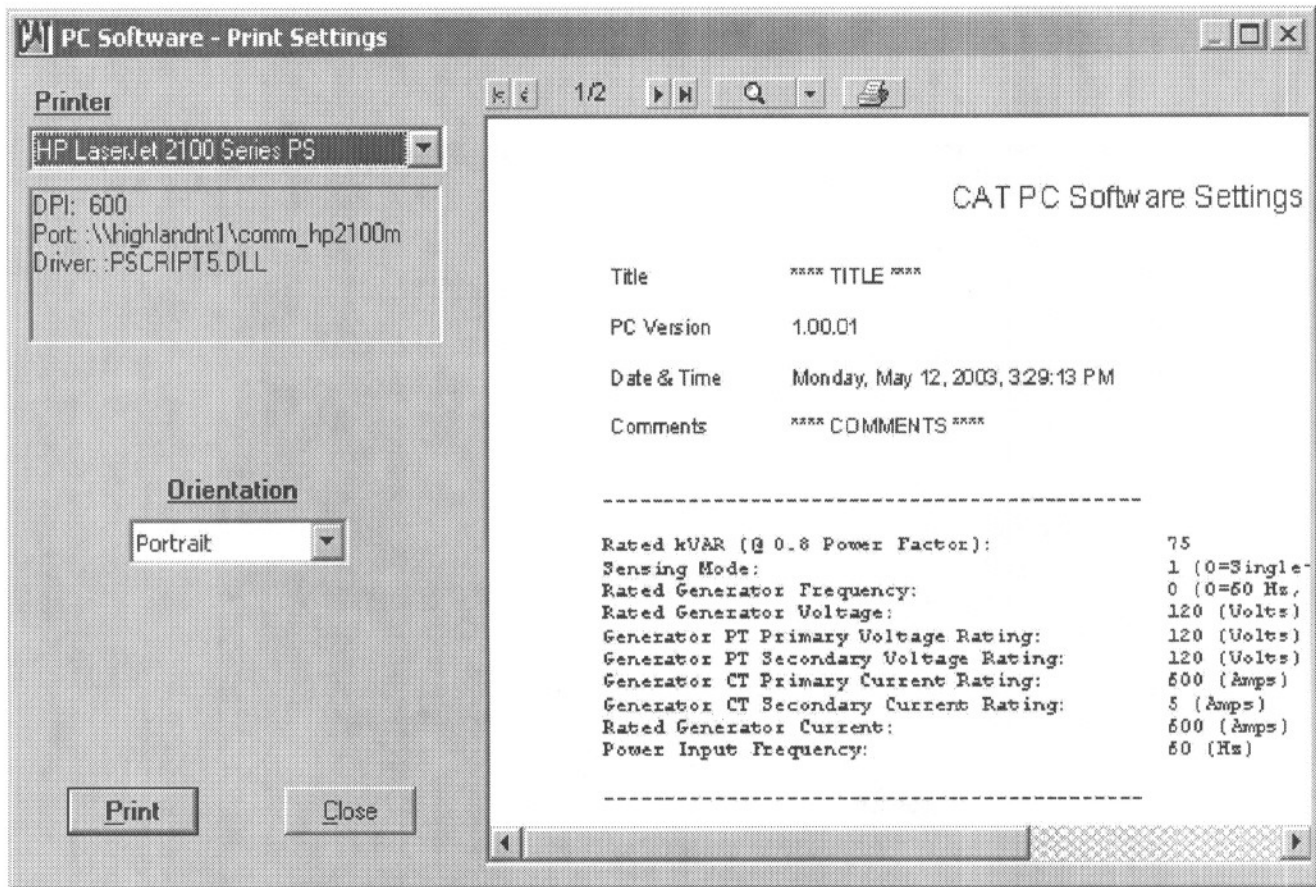 CAT PC Software - Print Settings
Printer
HP LaserJet 2100 Series PS
DPI: 600
Port: :\\highlandnt1\comm_hp2100m
Driver: :PSCRIPT5.DLL
Orientation
Portrait
Print
Close
1/2
CAT PC Software Settings
Title **** TITLE ****
PC Version 1.00.01
Date & Time Monday, May 12, 2003, 3:29:13 PM
Comments **** COMMENTS ****
------------------------------------------------
Rated kVAR (@ 0.8 Power Factor): 75
Sensing Mode: 1 (0=Single-
Rated Generator Frequency: 0 (0=60 Hz,
Rated Generator Voltage: 120 (Volts)
Generator PT Primary Voltage Rating: 120 (Volts)
Generator PT Secondary Voltage Rating: 120 (Volts)
Generator CT Primary Current Rating: 600 (Amps)
Generator CT Secondary Current Rating: 5 (Amps)
Rated Generator Current: 600 (Amps)
Power Input Frequency: 60 (Hz)
------------------------------------------------